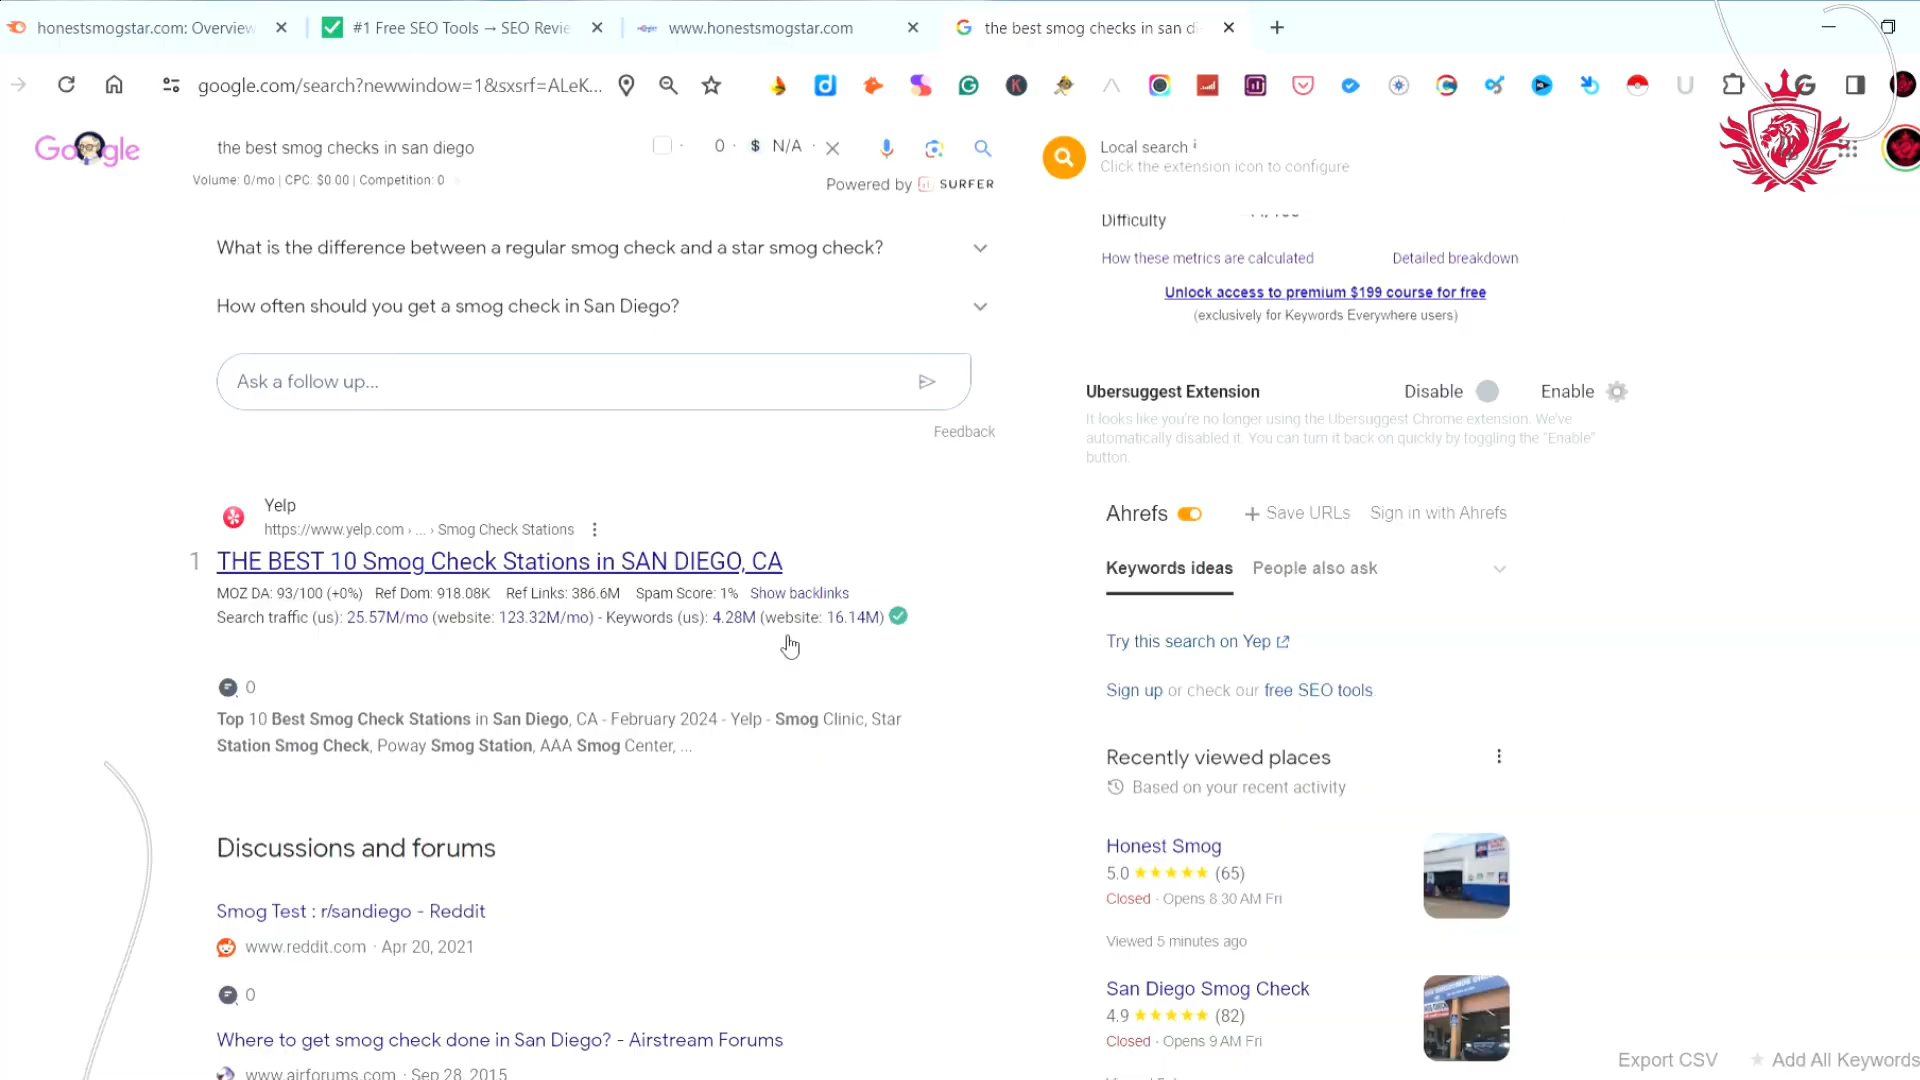 honestsmogstar.com: Overview
#1 Free SEO Tools → SEO Revie
www.honestsmogstar.com
the best smog checks in san di
google.com/search?newwindow=1&sxsrf=ALeK...
Google
the best smog checks in san diego
0 · $ N/A ·
Volume: 0/mo | CPC: $0.00 | Competition: 0
Powered by SURFER
Local search
Click the extension icon to configure
Difficulty
How these metrics are calculated
Detailed breakdown
Unlock access to premium $199 course for free
(exclusively for Keywords Everywhere users)
What is the difference between a regular smog check and a star smog check?
How often should you get a smog check in San Diego?
Ask a follow up...
Feedback
Ubersuggest Extension
Disable
Enable
It looks like you're no longer using the Ubersuggest Chrome extension. We've
automatically disabled it. You can turn it back on quickly by toggling the "Enable"
button.
Yelp
https://www.yelp.com › ... › Smog Check Stations
1 THE BEST 10 Smog Check Stations in SAN DIEGO, CA
MOZ DA: 93/100 (+0%) Ref Dom: 918.08K Ref Links: 386.6M Spam Score: 1% Show backlinks
Search traffic (us): 25.57M/mo (website: 123.32M/mo) - Keywords (us): 4.28M (website: 16.14M)
0
Top 10 Best Smog Check Stations in San Diego, CA - February 2024 - Yelp - Smog Clinic, Star
Station Smog Check, Poway Smog Station, AAA Smog Center, ...
Discussions and forums
Smog Test : r/sandiego - Reddit
www.reddit.com · Apr 20, 2021
0
Where to get smog check done in San Diego? - Airstream Forums
www.airforums.com · Sep 28, 2015
Ahrefs
+ Save URLs
Sign in with Ahrefs
Keywords ideas
People also ask
Try this search on Yep
Sign up or check our free SEO tools
Recently viewed places
Based on your recent activity
Honest Smog
5.0 (65)
Closed · Opens 8:30 AM Fri
Viewed 5 minutes ago
San Diego Smog Check
4.9 (82)
Closed · Opens 9 AM Fri
Export CSV
Add All Keywords